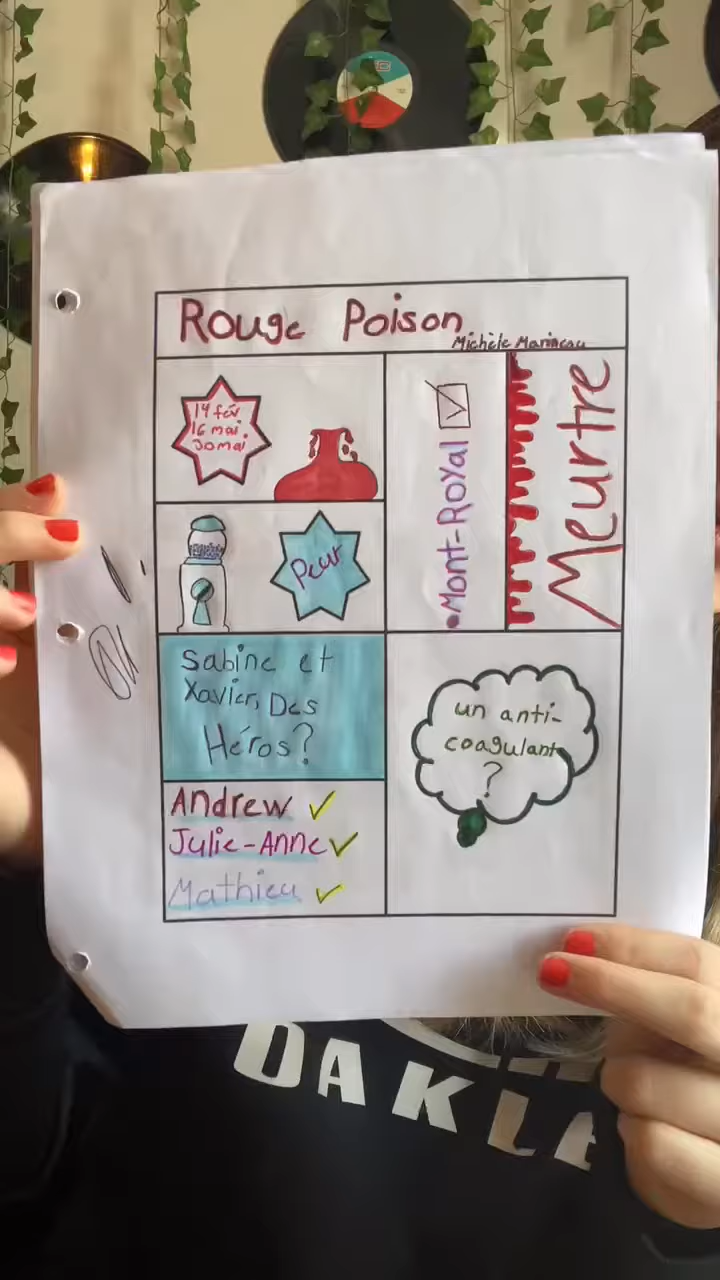 Rouge Poison
Michèle Marineau
14 fév
16 mai
30 mai
Peur
•Mont-Royal
Meurtre
Sabine et
Xavier, Des
Héros?
un anti-
coagulant
?
Andrew
Julie-Anne
Mathieu
OAKLA